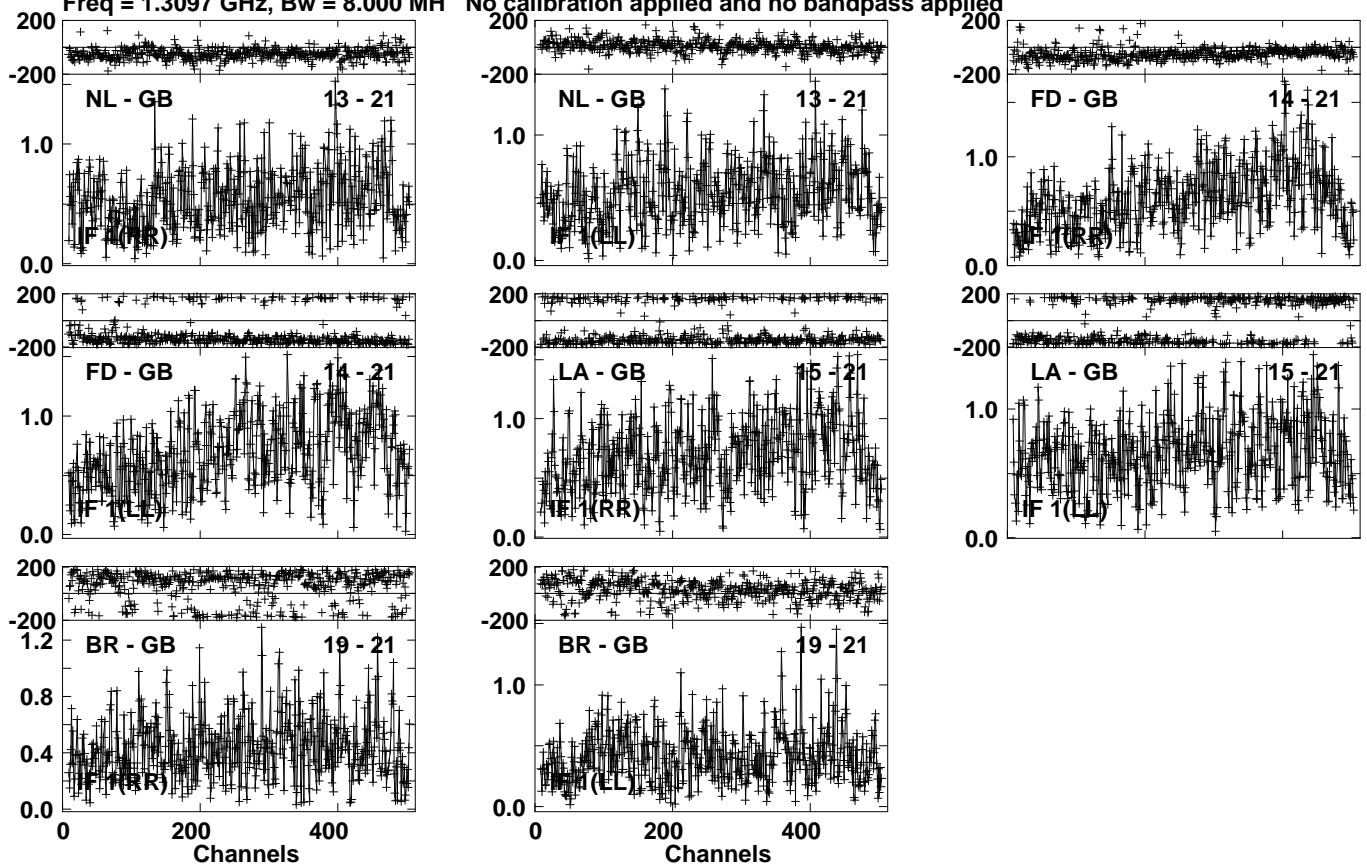 Freq = 1.3097 GHz, Bw = 8.000 MH No calibration applied and no bandpass applied
200
-200
NL - GB 13 - 21
1.0
IF 1(RR)
0.0
NL - GB 13 - 21
1.0
IF 1(LL)
0.0
FD - GB 14 - 21
1.0
IF 1(RR)
0.0
200
-200
FD - GB 14 - 21
1.0
IF 1(LL)
0.0
200
-200
LA - GB 15 - 21
1.0
IF 1(RR)
0.0
200
-200
LA - GB 15 - 21
1.0
IF 1(LL)
0.0
200
-200
BR - GB 19 - 21
1.2
0.8
0.4
IF 1(RR)
0.0
0 200 400
Channels
200
-200
BR - GB 19 - 21
1.0
IF 1(LL)
0.0
0 200 400
Channels